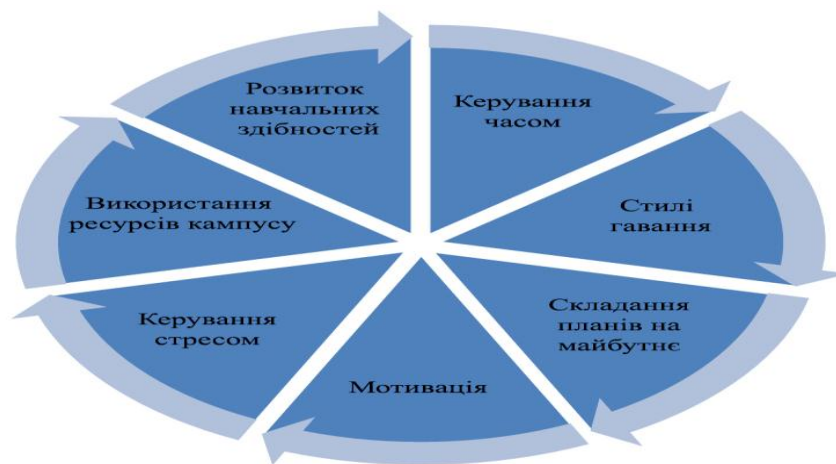 Розвиток
навчальних
здібностей
Керування
часом
Стилі
гавання
Складання
планів на
майбутнє
Мотивація
Керування
стресом
Використання
ресурсів кампусу